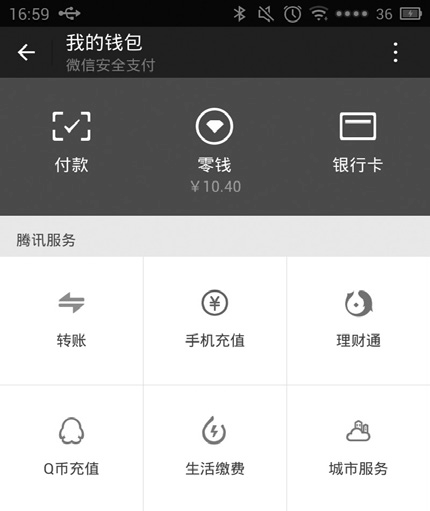 16:59 36
我的钱包
微信安全支付
付款 零钱 银行卡
￥10.40
腾讯服务
转账 手机充值 理财通
Q币充值 生活缴费 城市服务